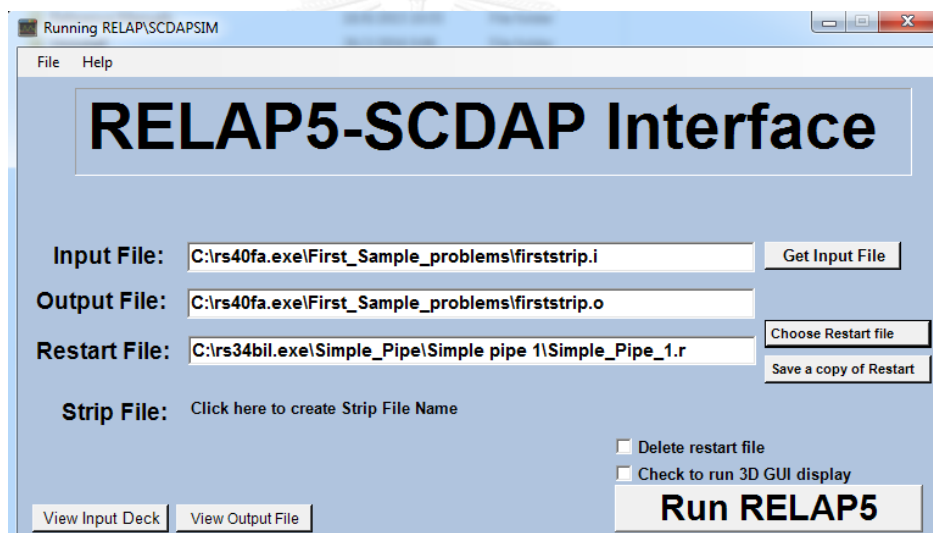 Running RELAP\SCDAPSIM
File Help
RELAP5-SCDAP Interface
Input File: C:\rs40fa.exe\First_Sample_problems\firststrip.i Get Input File
Output File: C:\rs40fa.exe\First_Sample_problems\firststrip.o
Restart File: C:\rs34bil.exe\Simple_Pipe\Simple pipe 1\Simple_Pipe_1.r Choose Restart file
Save a copy of Restart
Strip File: Click here to create Strip File Name
Delete restart file
Check to run 3D GUI display
View Input Deck View Output File Run RELAP5